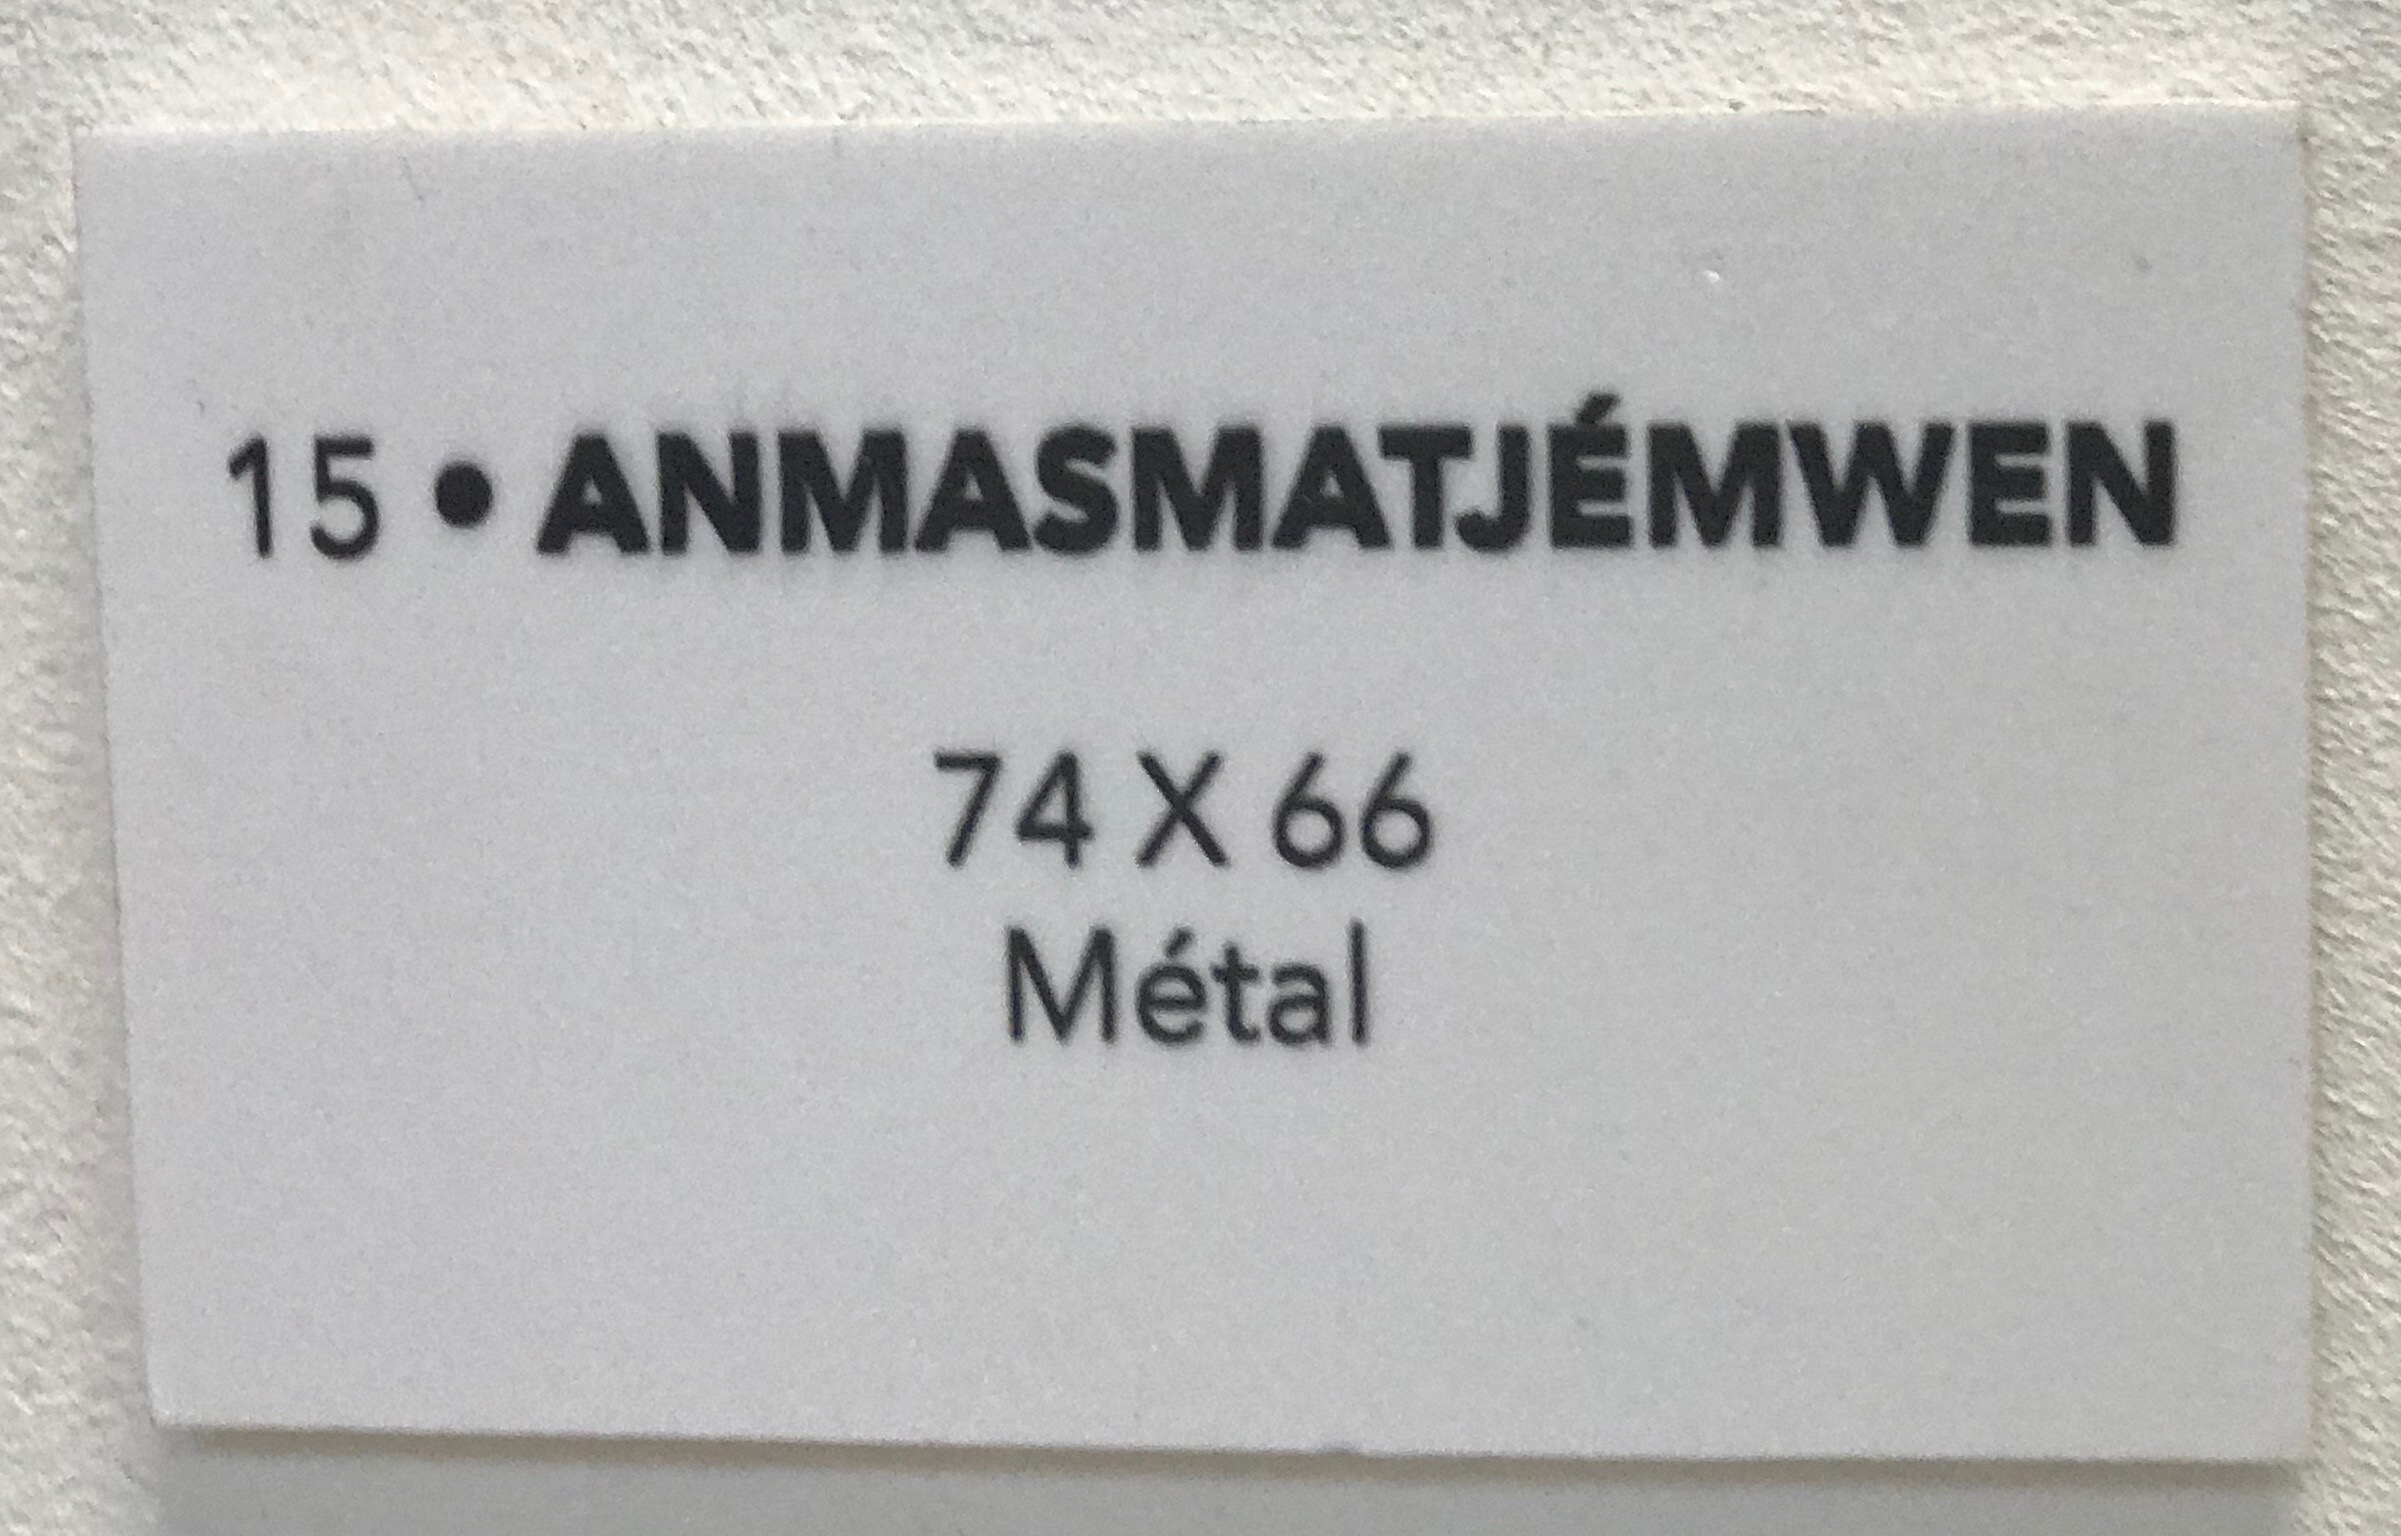 15 • ANMASMATJÉMWEN
74 X 66
Métal